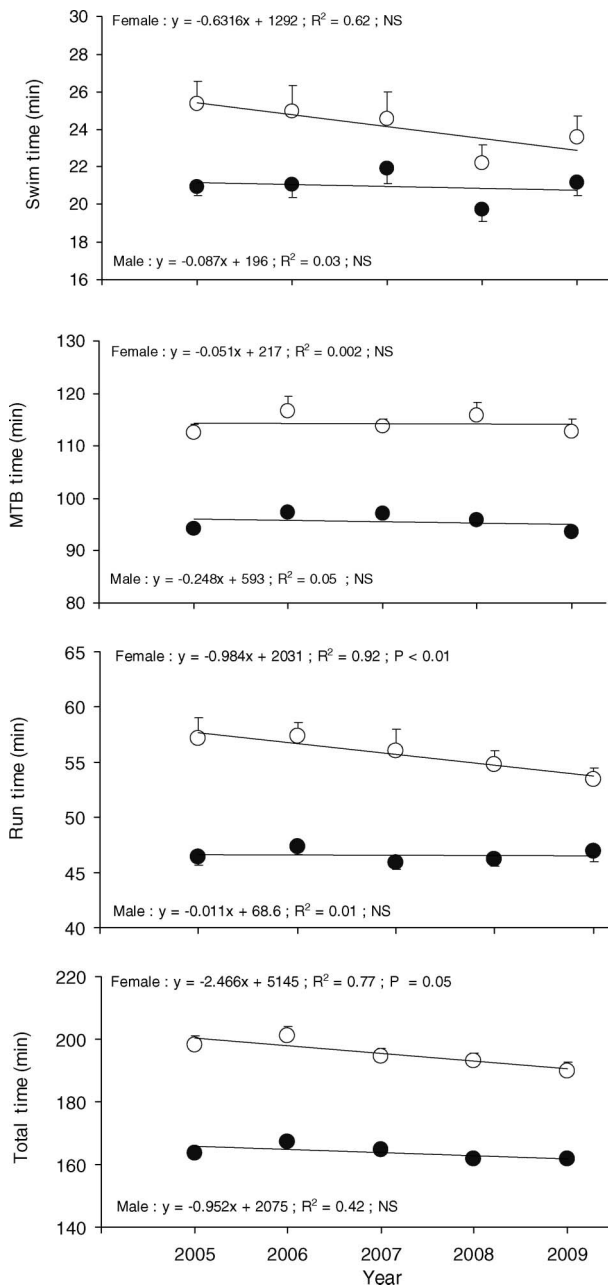 30
Female : y = -0.6316x + 1292 ; R² = 0.62 ; NS
28
26
24
22
20
18
16
Swim time (min)
Male : y = -0.087x + 196 ; R² = 0.03 ; NS
130
Female : y = -0.051x + 217 ; R² = 0.002 ; NS
120
110
100
90
80
MTB time (min)
Male : y = -0.248x + 593 ; R² = 0.05 ; NS
65
Female : y = -0.984x + 2031 ; R² = 0.92 ; P < 0.01
60
55
50
45
40
Run time (min)
Male : y = -0.011x + 68.6 ; R² = 0.01 ; NS
220
Female : y = -2.466x + 5145 ; R² = 0.77 ; P = 0.05
200
180
160
140
Total time (min)
Male : y = -0.952x + 2075 ; R² = 0.42 ; NS
2005 2006 2007 2008 2009
Year